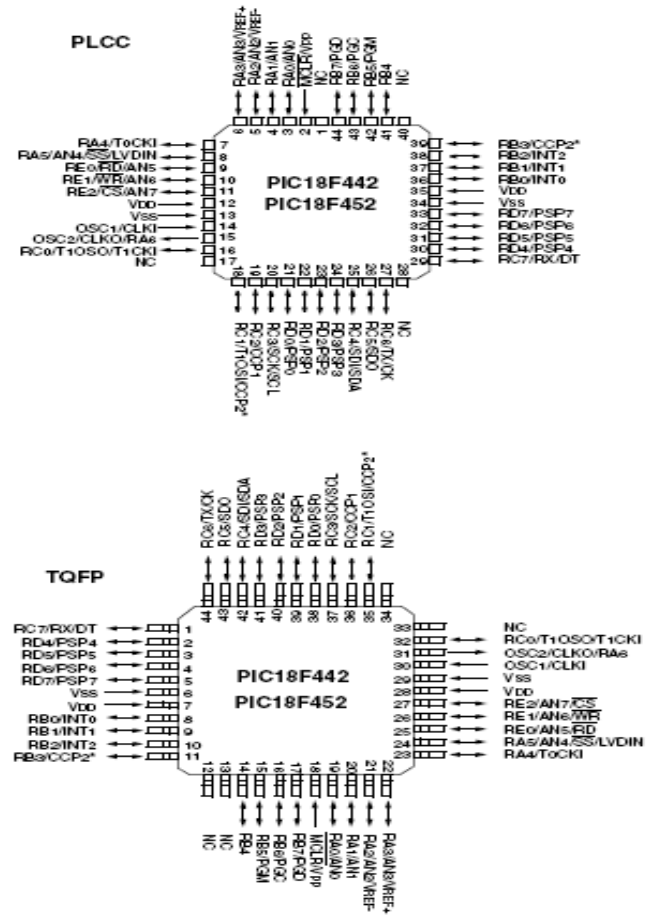 PLCC
RA3/AN3/VREF+
RA2/AN2/VREF-
RA1/AN1
RA0/AN0
MCLR/VPP
NC
RB7/PGD
RB6/PGC
RB5/PGM
RB4
NC
6 5 4 3 2 1 44 43 42 41 40
RA4/T0CKI 7
RA5/AN4/SS/LVDIN 8
RE0/RD/AN5 9
RE1/WR/AN6 10
RE2/CS/AN7 11
VDD 12
VSS 13
OSC1/CLKI 14
OSC2/CLKO/RA6 15
RC0/T1OSO/T1CKI 16
NC 17
PIC18F442
PIC18F452
39 RB3/CCP2*
38 RB2/INT2
37 RB1/INT1
36 RB0/INT0
35 VDD
34 VSS
33 RD7/PSP7
32 RD6/PSP6
31 RD5/PSP5
30 RD4/PSP4
29 RC7/RX/DT
18 19 20 21 22 23 24 25 26 27 28
RC1/T1OSI/CCP2*
RC2/CCP1
RC3/SCK/SCL
RD0/PSP0
RD1/PSP1
RD2/PSP2
RD3/PSP3
RC4/SDI/SDA
RC5/SDO
RC6/TX/CK
NC
TQFP
RC6/TX/CK
RC5/SDO
RC4/SDI/SDA
RD3/PSP3
RD2/PSP2
RD1/PSP1
RD0/PSP0
RC3/SCK/SCL
RC2/CCP1
RC1/T1OSI/CCP2*
NC
44 43 42 41 40 39 38 37 36 35 34
RC7/RX/DT 1
RD4/PSP4 2
RD5/PSP5 3
RD6/PSP6 4
RD7/PSP7 5
VSS 6
VDD 7
RB0/INT0 8
RB1/INT1 9
RB2/INT2 10
RB3/CCP2* 11
PIC18F442
PIC18F452
33 NC
32 RC0/T1OSO/T1CKI
31 OSC2/CLKO/RA6
30 OSC1/CLKI
29 VSS
28 VDD
27 RE2/AN7/CS
26 RE1/AN6/WR
25 RE0/AN5/RD
24 RA5/AN4/SS/LVDIN
23 RA4/T0CKI
12 13 14 15 16 17 18 19 20 21 22
NC
NC
RB4
RB5/PGM
RB6/PGC
RB7/PGD
MCLR/VPP
RA0/AN0
RA1/AN1
RA2/AN2/VREF-
RA3/AN3/VREF+